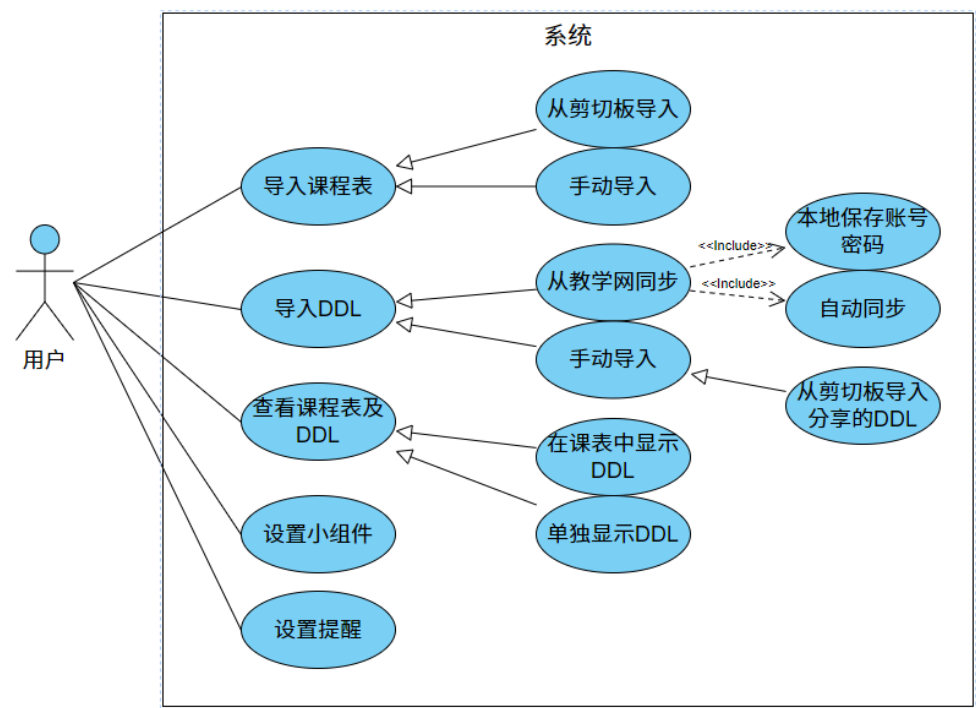 系统
从剪切板导入
导入课程表
手动导入
本地保存账号
密码
<<Include>>
从教学网同步
<<Include>>
自动同步
导入DDL
用户
手动导入
从剪切板导入
分享的DDL
查看课程表及
DDL
在课表中显示
DDL
设置小组件
单独显示DDL
设置提醒